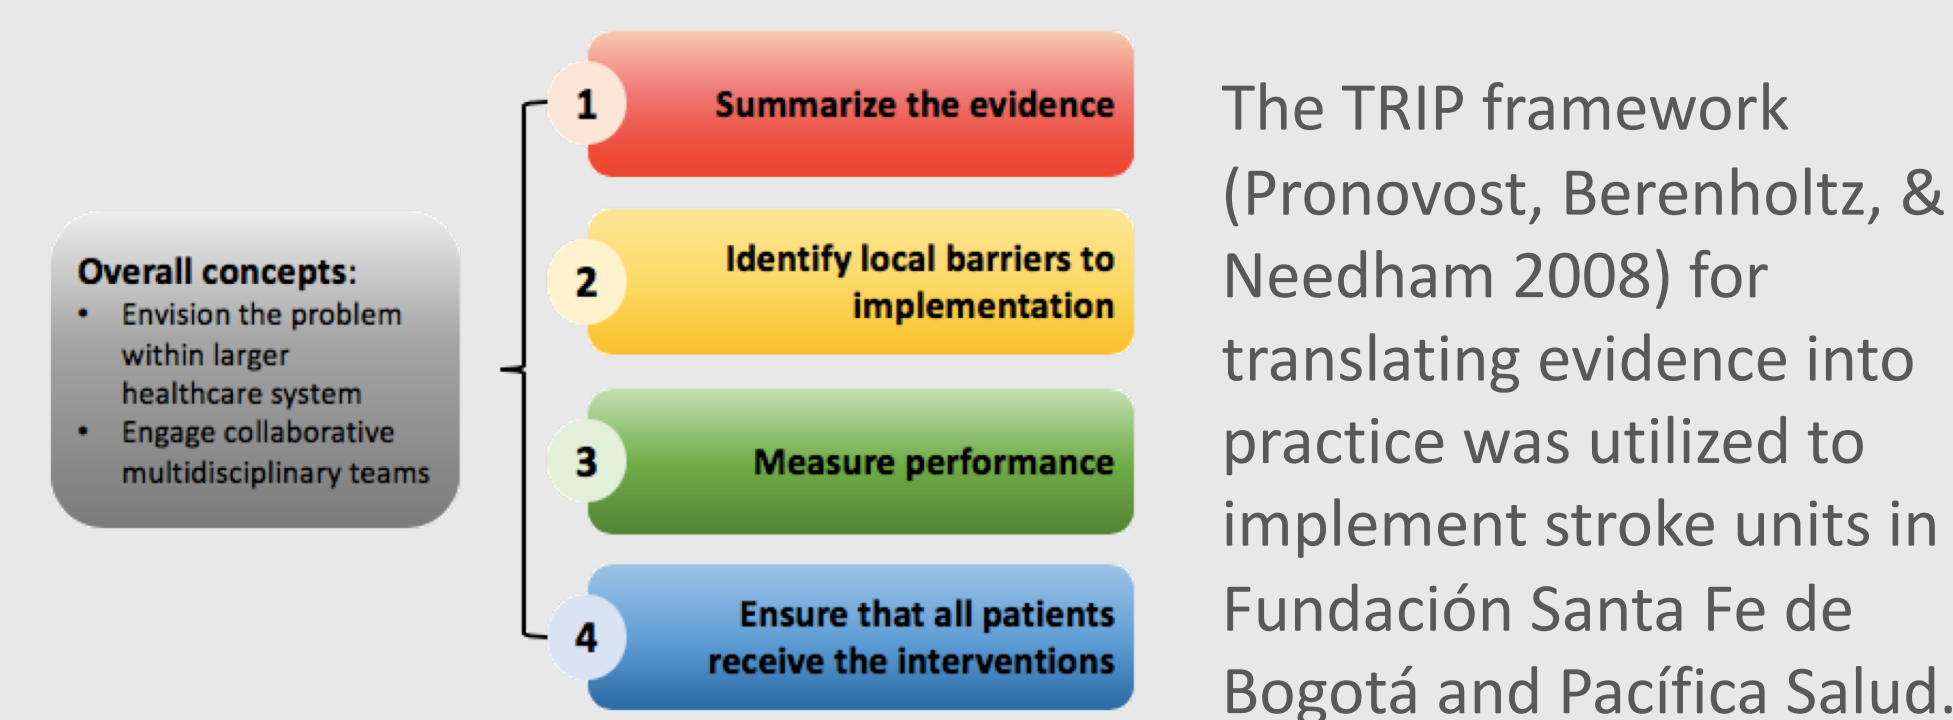 Overall concepts:
• Envision the problem
within larger
healthcare system
• Engage collaborative
multidisciplinary teams
1
Summarize the evidence
2
Identify local barriers to
implementation
3
Measure performance
4
Ensure that all patients
receive the interventions
The TRIP framework
(Pronovost, Berenholtz, &
Needham 2008) for
translating evidence into
practice was utilized to
implement stroke units in
Fundación Santa Fe de
Bogotá and Pacífica Salud.